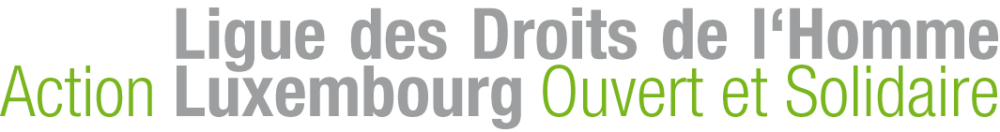 Ligue des Droits de l‘Homme
Action Luxembourg Ouvert et Solidaire